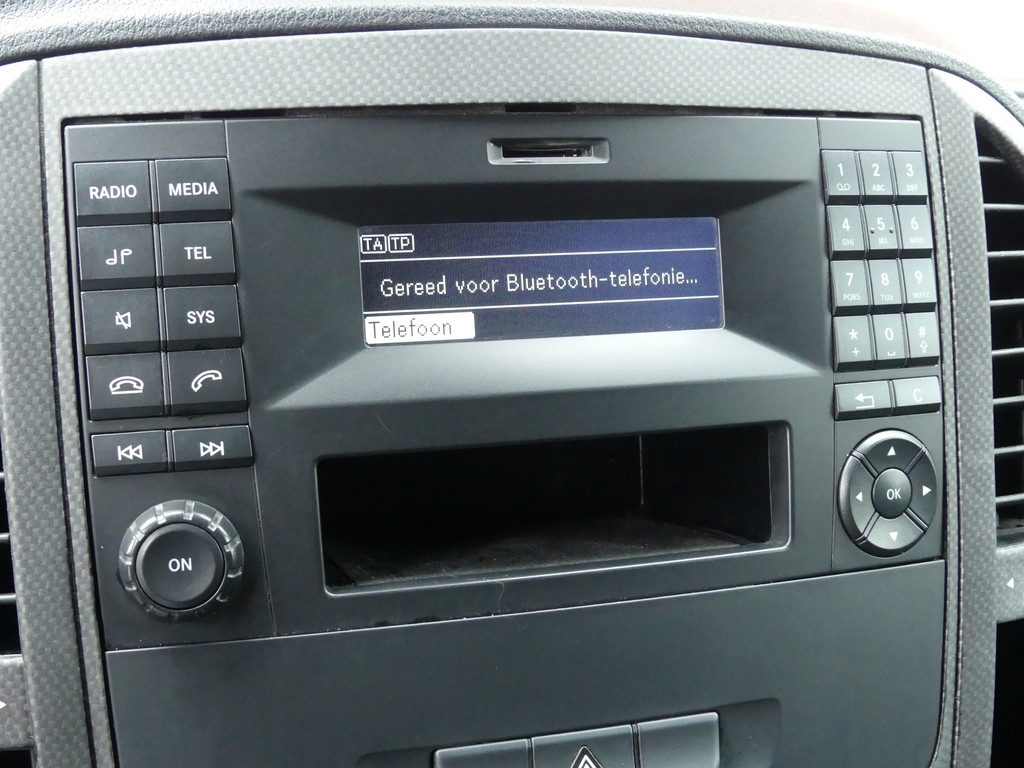 RADIO MEDIA
TEL
SYS
ON
TA TP
Gereed voor Bluetooth-telefonie...
Telefoon
1 2 3
ABC DEF
4 5 6
GHI JKL MNO
7 8 9
PQRS TUV WXYZ
* 0 #
+
C
OK